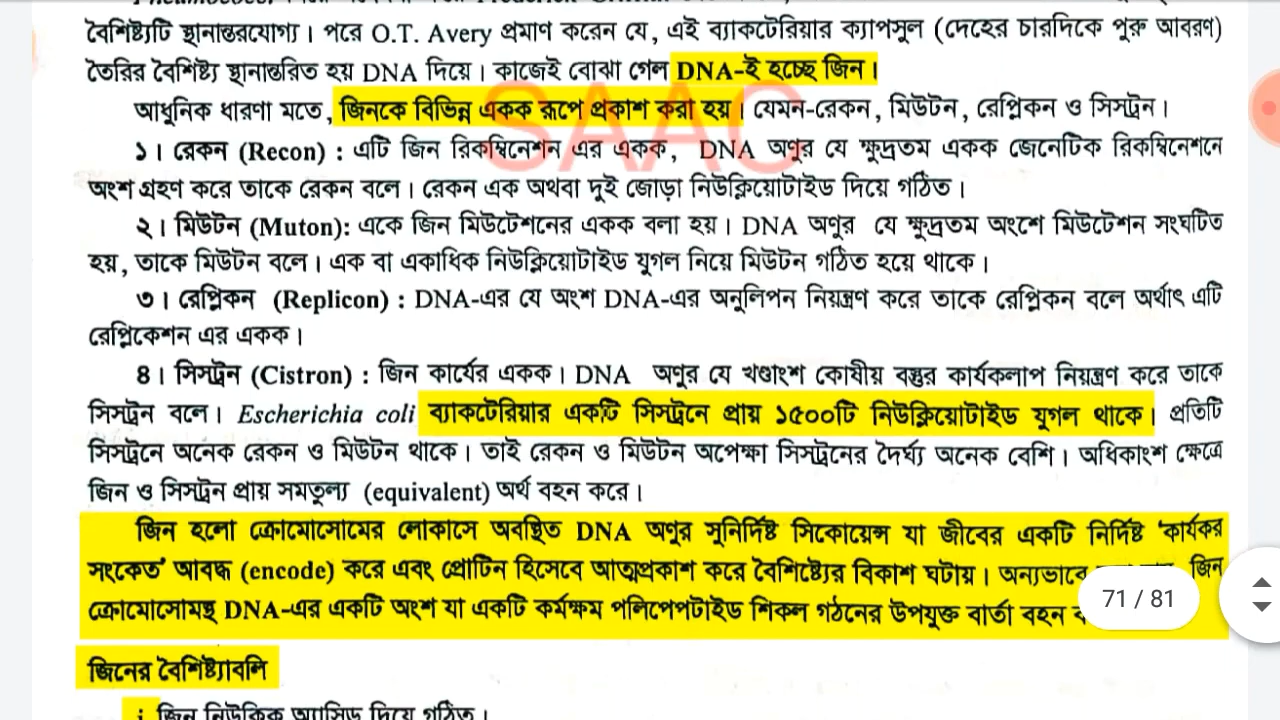 বৈশিষ্ট্যটি স্থানান্তরযোগ্য। পরে O.T. Avery প্রমাণ করেন যে, এই ব্যাকটেরিয়ার ক্যাপসুল (দেহের চারদিকে পুরু আবরণ)
তৈরির বৈশিষ্ট্য স্থানান্তরিত হয় DNA দিয়ে। কাজেই বোঝা গেল DNA-ই হচ্ছে জিন।
আধুনিক ধারণা মতে, জিনকে বিভিন্ন একক রূপে প্রকাশ করা হয়। যেমন-রেকন, মিউটন, রেপ্লিকন ও সিসট্রন।
SAAC
১। রেকন (Recon) : এটি জিন রিকম্বিনেশন এর একক, DNA অণুর যে ক্ষুদ্রতম একক জেনেটিক রিকম্বিনেশনে
অংশ গ্রহণ করে তাকে রেকন বলে। রেকন এক অথবা দুই জোড়া নিউক্লিয়োটাইড দিয়ে গঠিত।
২। মিউটন (Muton): একে জিন মিউটেশনের একক বলা হয়। DNA অণুর যে ক্ষুদ্রতম অংশে মিউটেশন সংঘটিত
হয়, তাকে মিউটন বলে। এক বা একাধিক নিউক্লিয়োটাইড যুগল নিয়ে মিউটন গঠিত হয়ে থাকে।
৩। রেপ্লিকন (Replicon) : DNA-এর যে অংশ DNA-এর অনুলিপন নিয়ন্ত্রণ করে তাকে রেপ্লিকন বলে অর্থাৎ এটি
রেপ্লিকেশন এর একক।
৪। সিসট্রন (Cistron) : জিন কার্যের একক। DNA অণুর যে খণ্ডাংশ কোষীয় বস্তুর কার্যকলাপ নিয়ন্ত্রণ করে তাকে
সিসট্রন বলে। Escherichia coli ব্যাকটেরিয়ার একটি সিসট্রনে প্রায় ১৫০০টি নিউক্লিয়োটাইড যুগল থাকে। প্রতিটি
সিসট্রনে অনেক রেকন ও মিউটন থাকে। তাই রেকন ও মিউটন অপেক্ষা সিসট্রনের দৈর্ঘ্য অনেক বেশি। অধিকাংশ ক্ষেত্রে
জিন ও সিসট্রন প্রায় সমতুল্য (equivalent) অর্থ বহন করে।
জিন হলো ক্রোমোসোমের লোকাসে অবস্থিত DNA অণুর সুনির্দিষ্ট সিকোয়েন্স যা জীবের একটি নির্দিষ্ট 'কার্যকর
সংকেত' আবদ্ধ (encode) করে এবং প্রোটিন হিসেবে আত্মপ্রকাশ করে বৈশিষ্ট্যের বিকাশ ঘটায়। অন্যভাবে জিন
ক্রোমোসোমস্থ DNA-এর একটি অংশ যা একটি কর্মক্ষম পলিপেপটাইড শিকল গঠনের উপযুক্ত বার্তা বহন
71 / 81
জিনের বৈশিষ্ট্যাবলি
i. জিন নিউক্লিক অ্যাসিড দিয়ে গঠিত।